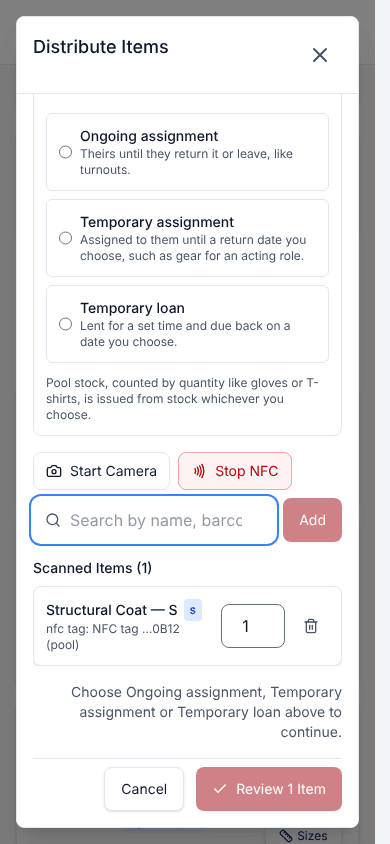 Distribute Items
Ongoing assignment
Theirs until they return it or leave, like
turnouts.
Temporary assignment
Assigned to them until a return date you
choose, such as gear for an acting role.
Temporary loan
Lent for a set time and due back on a
date you choose.
Pool stock, counted by quantity like gloves or T-
shirts, is issued from stock whichever you
choose.
Start Camera
Stop NFC
Search by name, barcc
Add
Scanned Items (1)
Structural Coat — S s
nfc tag: NFC tag ...0B12
(pool)
1
Choose Ongoing assignment, Temporary
assignment or Temporary loan above to
continue.
Cancel
Review 1 Item
Sizes